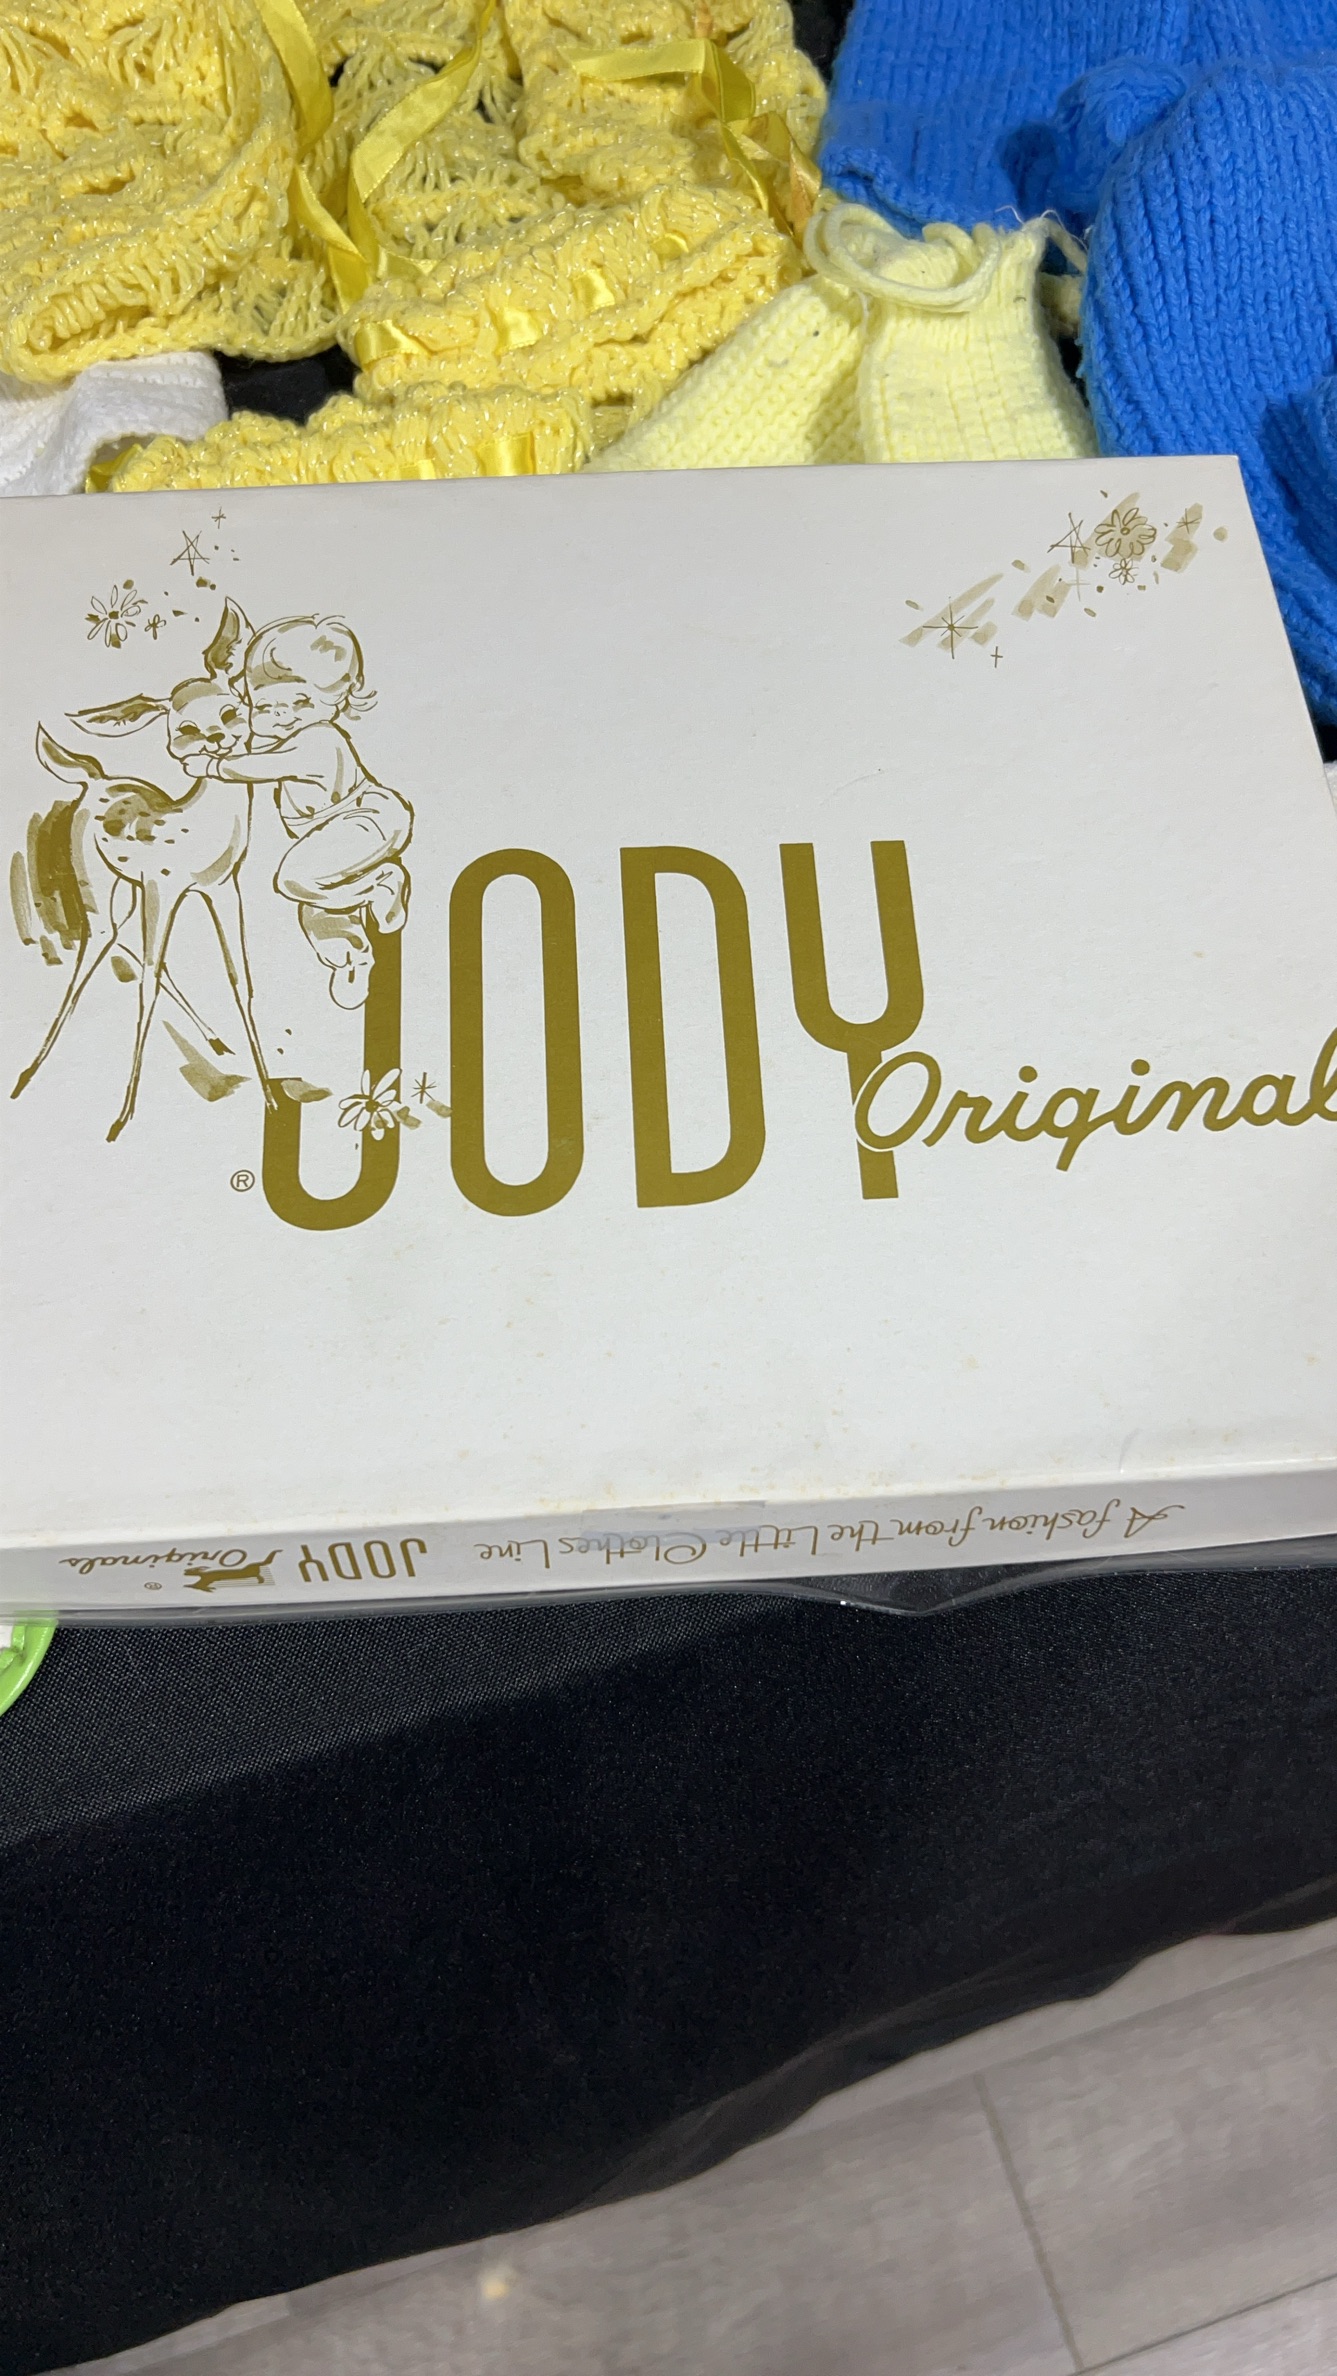 JODY
Original
®
A fashion from the Little Clothes Line JODY Originals
®